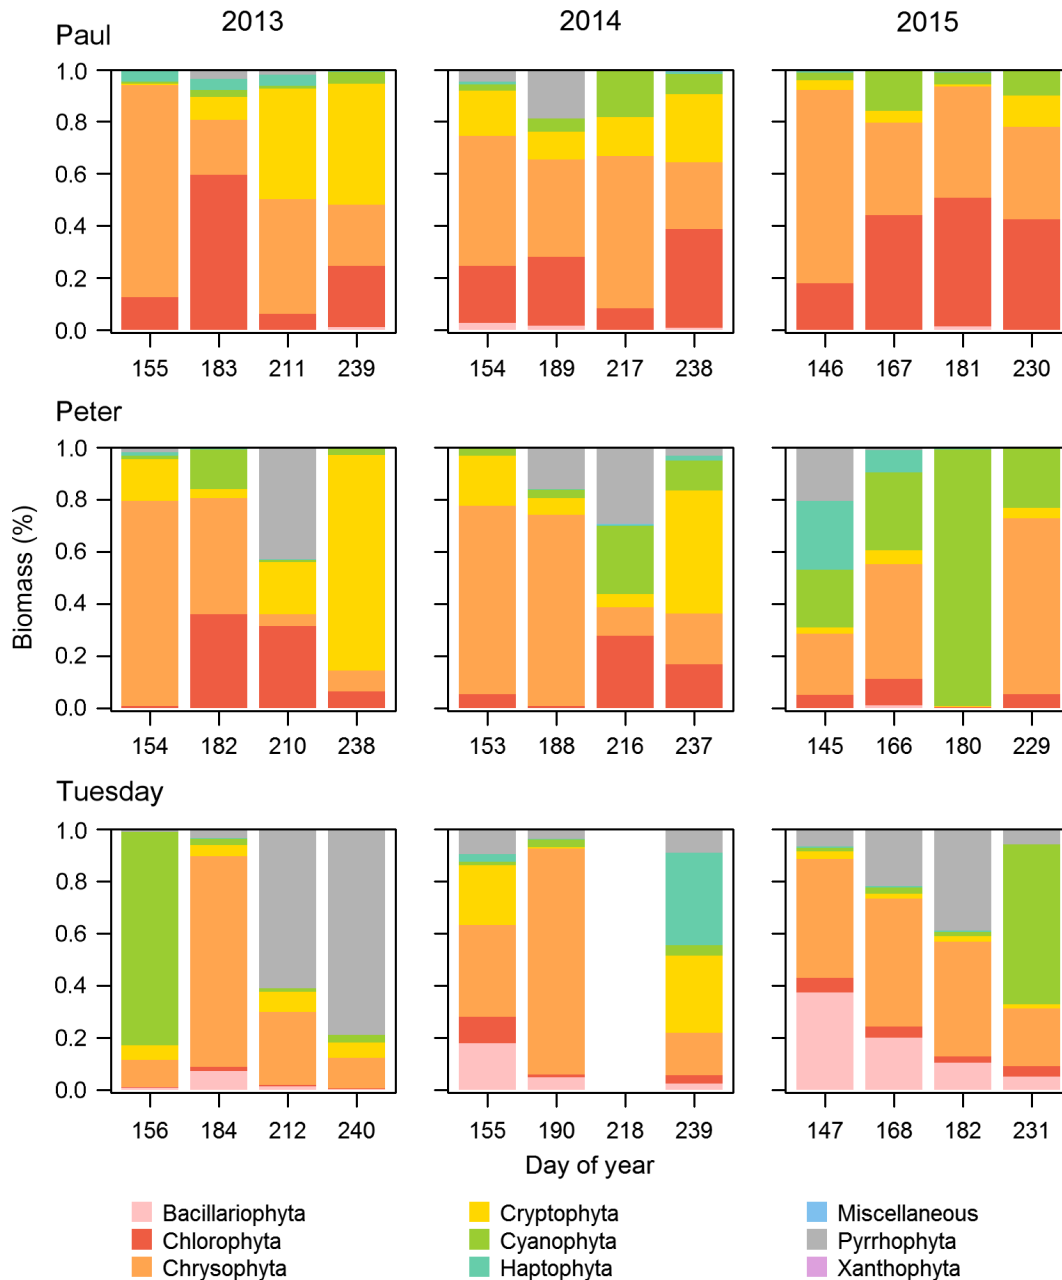 2013 2014 2015
Paul
1.0
0.8
0.6
0.4
0.2
0.0
155 183 211 239 154 189 217 238 146 167 181 230
Peter
1.0
0.8
0.6
0.4
0.2
0.0
Biomass (%)
154 182 210 238 153 188 216 237 145 166 180 229
Tuesday
1.0
0.8
0.6
0.4
0.2
0.0
156 184 212 240 155 190 218 239 147 168 182 231
Day of year
Bacillariophyta Cryptophyta Miscellaneous
Chlorophyta Cyanophyta Pyrrhophyta
Chrysophyta Haptophyta Xanthophyta